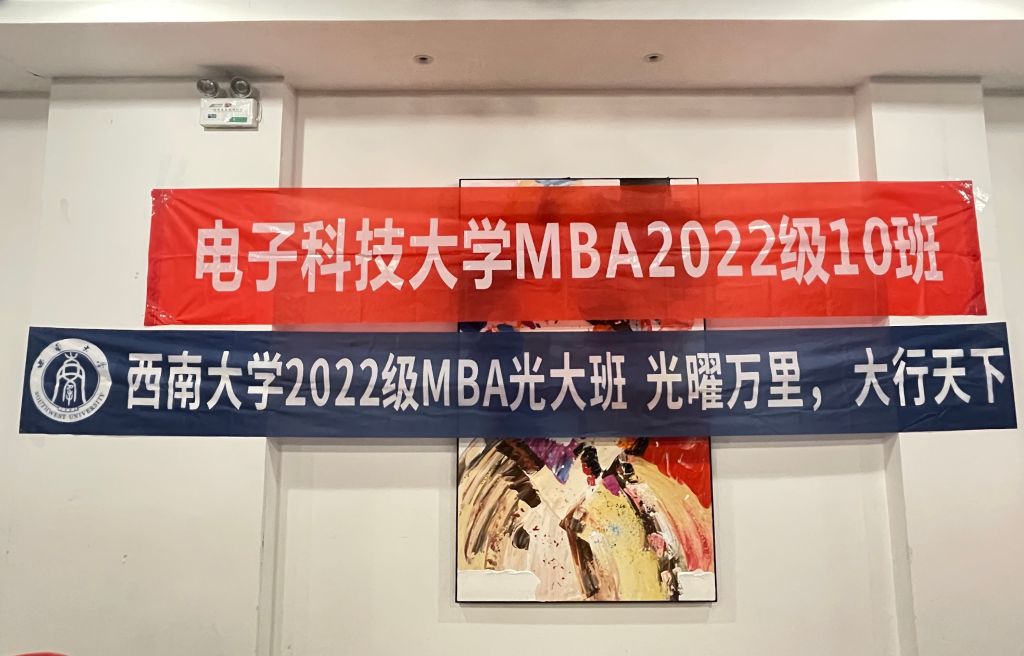 电子科技大学MBA2022级10班
西南大学2022级MBA光大班 光曜万里，大行天下
SOUTHWEST UNIVERSITY